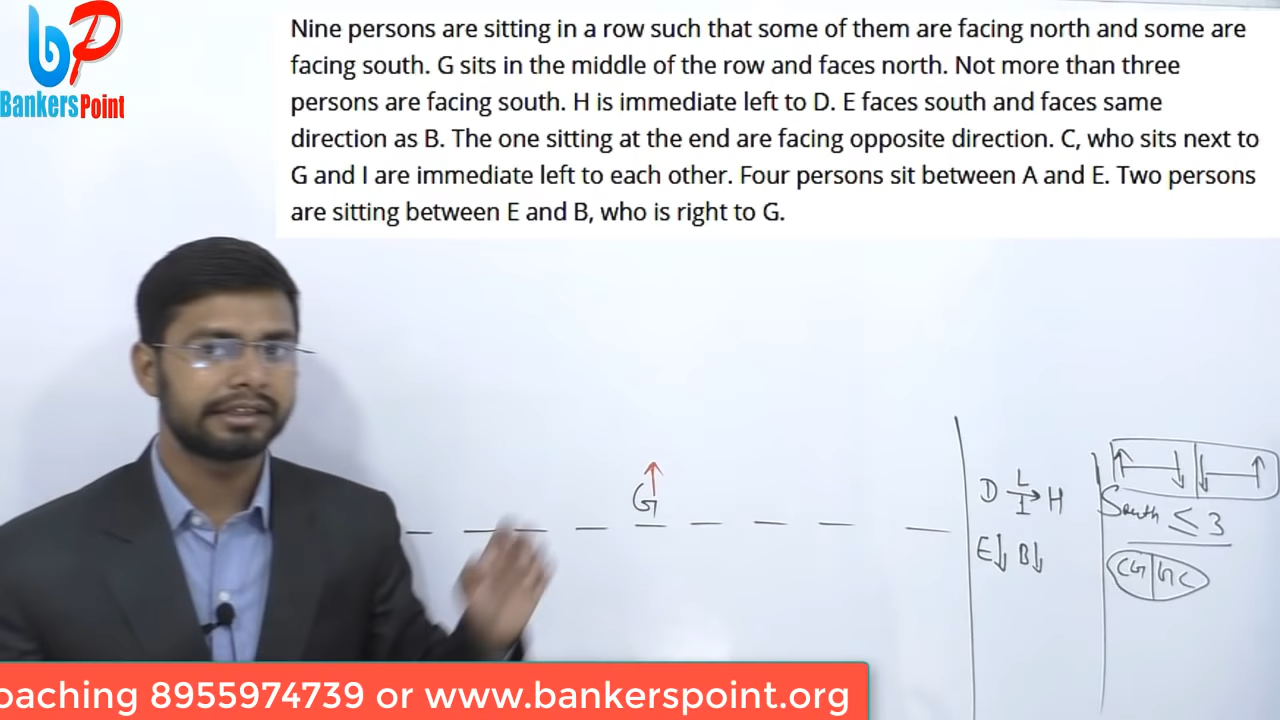 bP
BankersPoint
Nine persons are sitting in a row such that some of them are facing north and some are
facing south. G sits in the middle of the row and faces north. Not more than three
persons are facing south. H is immediate left to D. E faces south and faces same
direction as B. The one sitting at the end are facing opposite direction. C, who sits next to
G and I are immediate left to each other. Four persons sit between A and E. Two persons
are sitting between E and B, who is right to G.
G
D L I H
E↓ B↓
South ≤ 3
CG | GC
oaching 8955974739 or www.bankerspoint.org